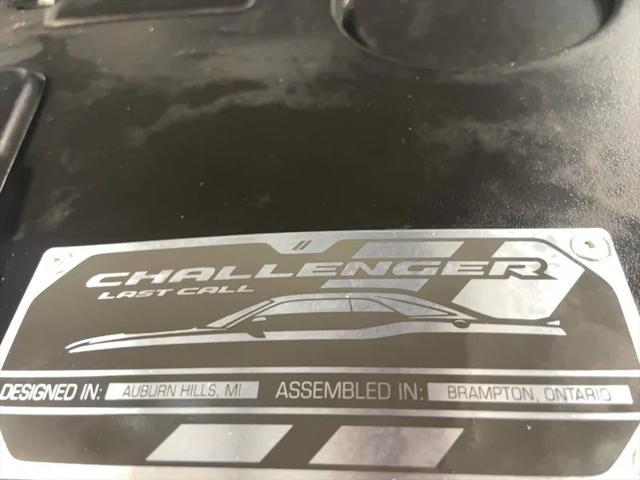 CHALLENGER
LAST CALL
DESIGNED IN: AUBURN HILLS, MI ASSEMBLED IN: BRAMPTON, ONTARIO